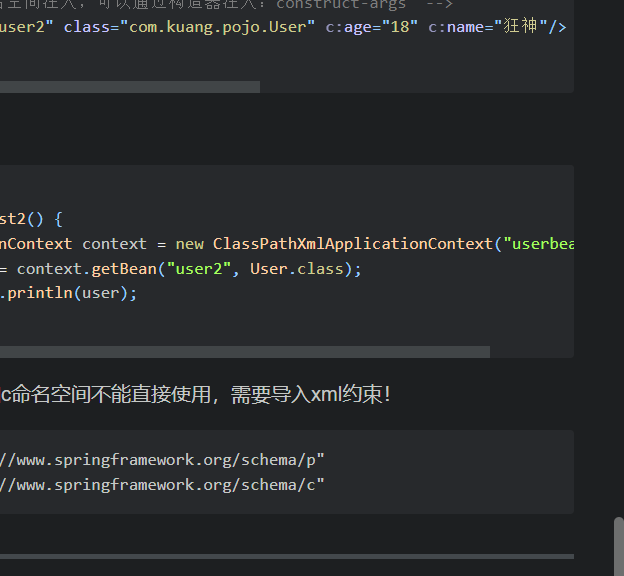 空间注入，可以通过构造器注入：construct-args -->
user2" class="com.kuang.pojo.User" c:age="18" c:name="狂神"/>
st2() {
nContext context = new ClassPathXmlApplicationContext("userbea
= context.getBean("user2", User.class);
.println(user);
c命名空间不能直接使用，需要导入xml约束！
//www.springframework.org/schema/p"
//www.springframework.org/schema/c"